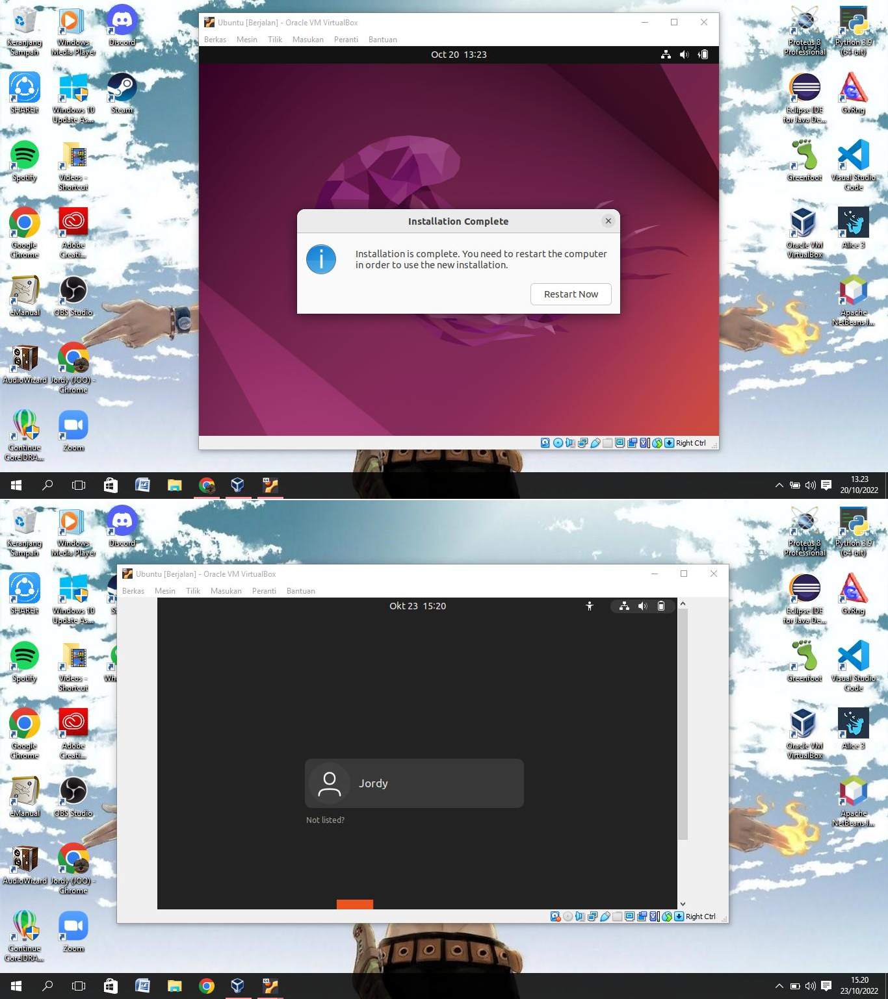 Keranjang
Sampah
Windows
Media Player
Discord
SHAREit
Windows 10
Update As...
Steam
Spotify
Videos -
Shortcut
Google
Chrome
Adobe
Creati...
eManual
OBS Studio
AudioWizard
Jordy (JOO) -
Chrome
Continue
CorelDRA...
Zoom
Ubuntu [Berjalan] - Oracle VM VirtualBox
Berkas Mesin Tilik Masukan Peranti Bantuan
Oct 20 13:23
Installation Complete
Installation is complete. You need to restart the computer
in order to use the new installation.
Restart Now
Right Ctrl
Proteus 8
Professional
Python 3.9
(64-bit)
Eclipse IDE
for Java De...
GvRng
Greenfoot
Visual Studio
Code
Oracle VM
VirtualBox
Alice 3
Apache
NetBeans I...
13.23
20/10/2022
Keranjang
Sampah
Windows
Media Player
Discord
SHAREit
Windows 10
Update As...
St
Spotify
Videos -
Shortcut
Wh
Google
Chrome
Adobe
Creati...
eManual
OBS Studio
AudioWizard
Jordy (JOO) -
Chrome
Continue
CorelDRA...
Zoom
Ubuntu [Berjalan] - Oracle VM VirtualBox
Berkas Mesin Tilik Masukan Peranti Bantuan
Okt 23 15:20
Jordy
Not listed?
Right Ctrl
Proteus 8
Professional
Python 3.9
(64-bit)
Eclipse IDE
for Java De...
GvRng
Greenfoot
Visual Studio
Code
Oracle VM
VirtualBox
Alice 3
Apache
NetBeans I...
15.20
23/10/2022